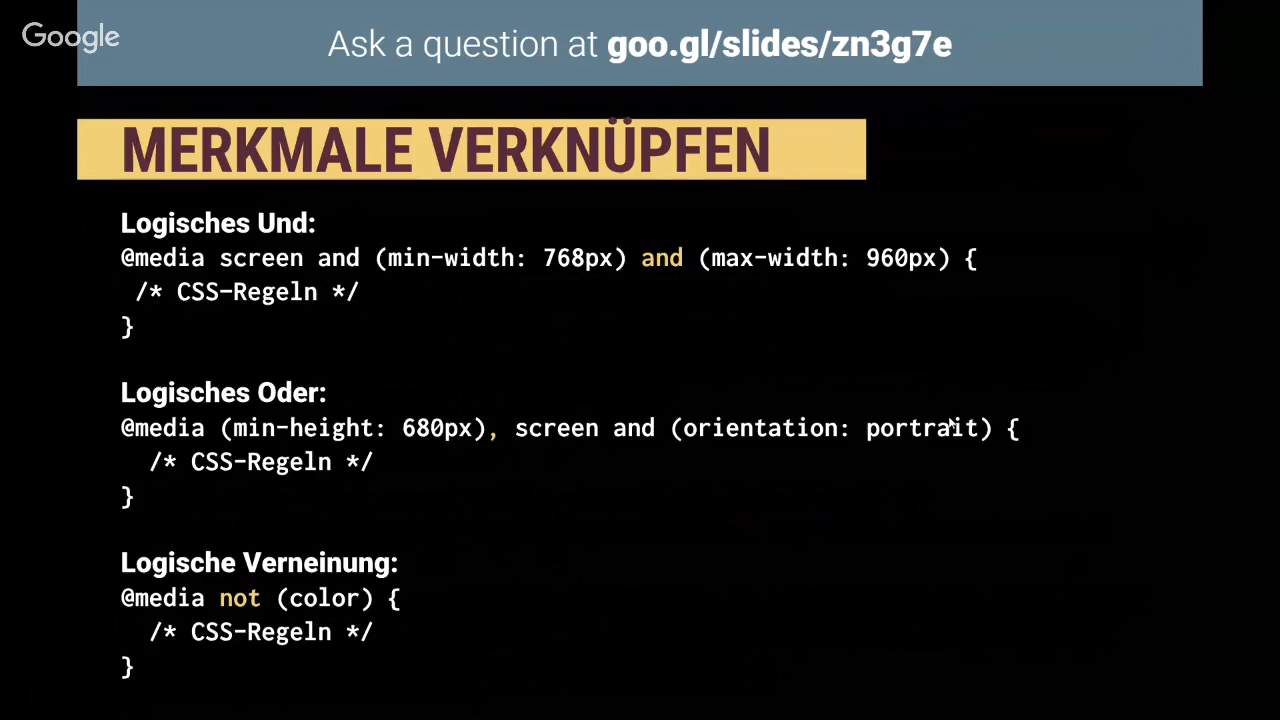 Google
Ask a question at goo.gl/slides/zn3g7e
MERKMALE VERKNÜPFEN
Logisches Und:
@media screen and (min-width: 768px) and (max-width: 960px) {
/* CSS-Regeln */
}
Logisches Oder:
@media (min-height: 680px), screen and (orientation: portrait) {
/* CSS-Regeln */
}
Logische Verneinung:
@media not (color) {
/* CSS-Regeln */
}